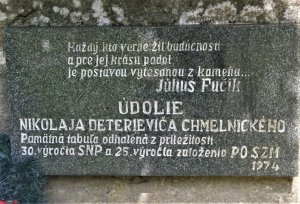 Každý, kto verne žil budúcnosti
a pre jej krásu padol
je postavou vytesanou z kameňa...
Július Fučík
ÚDOLIE
NIKOLAJA DETERIEVIČA CHMELNICKÉHO
Pamätná tabuľa odhalená z príležitosti
30. výročia SNP a 25. výročia založenia PO SZM
1974